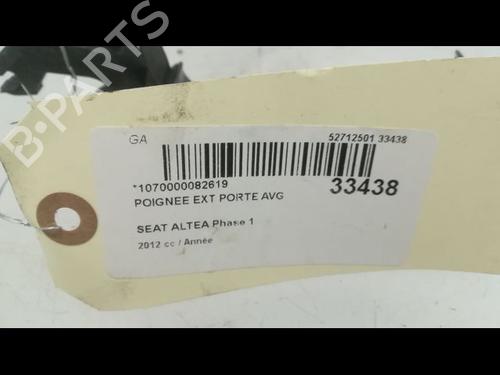 B-PARTS
GA
52712501 33438
*1070000082619
33438
POIGNEE EXT PORTE AVG
SEAT ALTEA Phase 1
2012 cc / Année